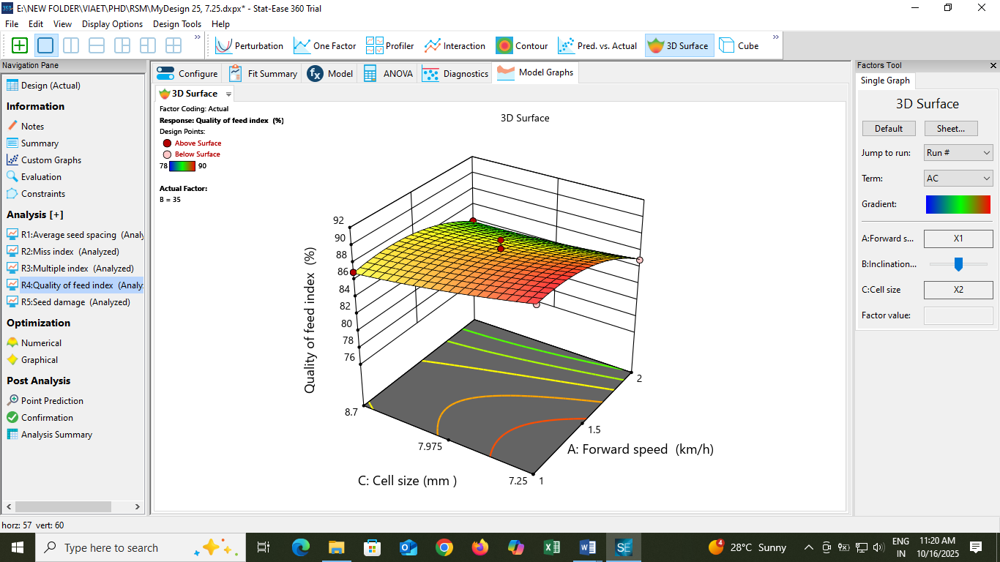 E:\NEW FOLDER\VIAET\PHD\RSM\MyDesign 25, 7.25.dxpx* - Stat-Ease 360 Trial
File Edit View Display Options Design Tools Help
» Perturbation One Factor Profiler Interaction Contour Pred. vs. Actual 3D Surface Cube »
Navigation Pane
Design (Actual)
Information
Notes
Summary
Custom Graphs
Evaluation
Constraints
Analysis [+]
R1:Average seed spacing (Analy
R2:Miss index (Analyzed)
R3:Multiple index (Analyzed)
R4:Quality of feed index (Analy
R5:Seed damage (Analyzed)
Optimization
Numerical
Graphical
Post Analysis
Point Prediction
Confirmation
Analysis Summary
Configure Fit Summary fx Model ANOVA Diagnostics Model Graphs
3D Surface
Factor Coding: Actual
Response: Quality of feed index (%)
Design Points:
Above Surface
Below Surface
78 90
Actual Factor:
B = 35
3D Surface
92
90
88
86
84
82
80
78
76
Quality of feed index (%)
8.7
7.975
7.25
C: Cell size (mm )
1
1.5
2
A: Forward speed (km/h)
Factors Tool
Single Graph
3D Surface
Default Sheet...
Jump to run: Run #
Term: AC
Gradient:
A:Forward s... X1
B:Inclination...
C:Cell size X2
Factor value:
horz: 57 vert: 60
Type here to search
SE
4
28°C Sunny
ENG
IN
11:20 AM
10/16/2025